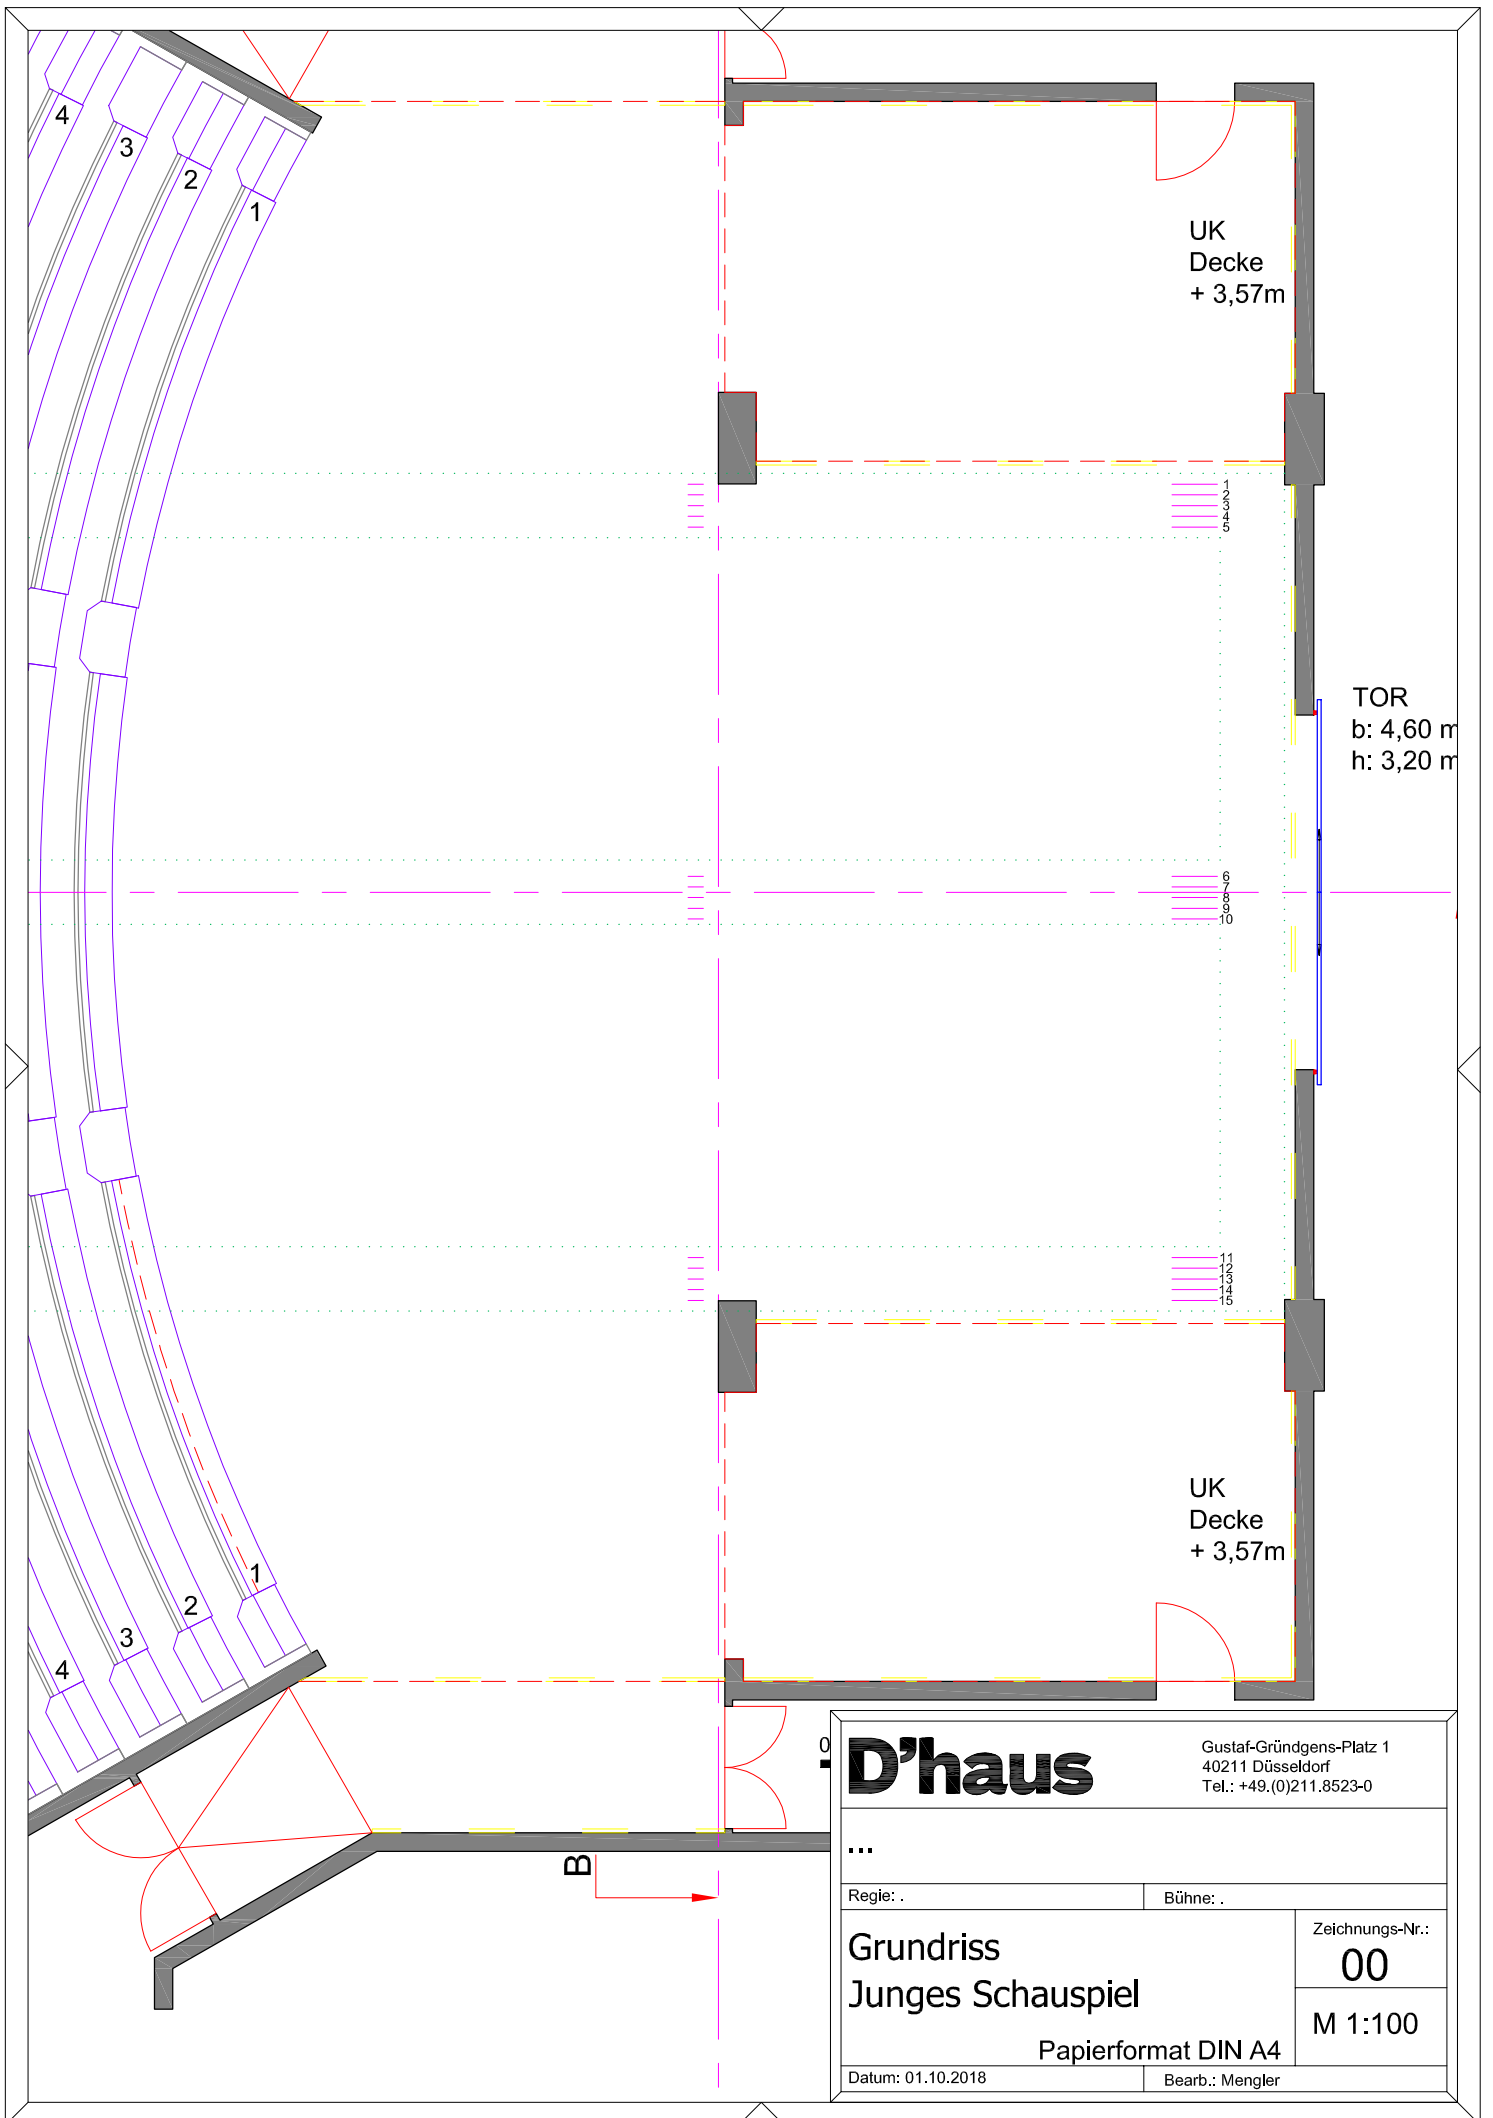 4
3
2
1
UK
Decke
+ 3,57m
1
2
3
4
5
TOR
b: 4,60 m
h: 3,20 m
6
7
8
9
10
11
12
13
14
15
UK
Decke
+ 3,57m
1
2
3
4
B
0
D'haus
Gustaf-Gründgens-Platz 1
40211 Düsseldorf
Tel.: +49.(0)211.8523-0
...
Regie: .
Bühne: .
Grundriss
Junges Schauspiel
Papierformat DIN A4
Zeichnungs-Nr.:
00
M 1:100
Datum: 01.10.2018
Bearb.: Mengler